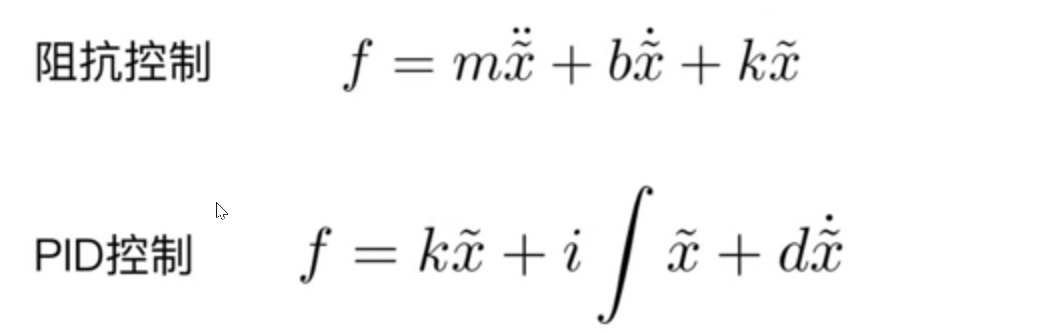 阻抗控制 $f = m\ddot{\tilde{x}} + b\dot{\tilde{x}} + k\tilde{x}$
PID控制 $f = k\tilde{x} + i\int \tilde{x} + d\dot{\tilde{x}}$